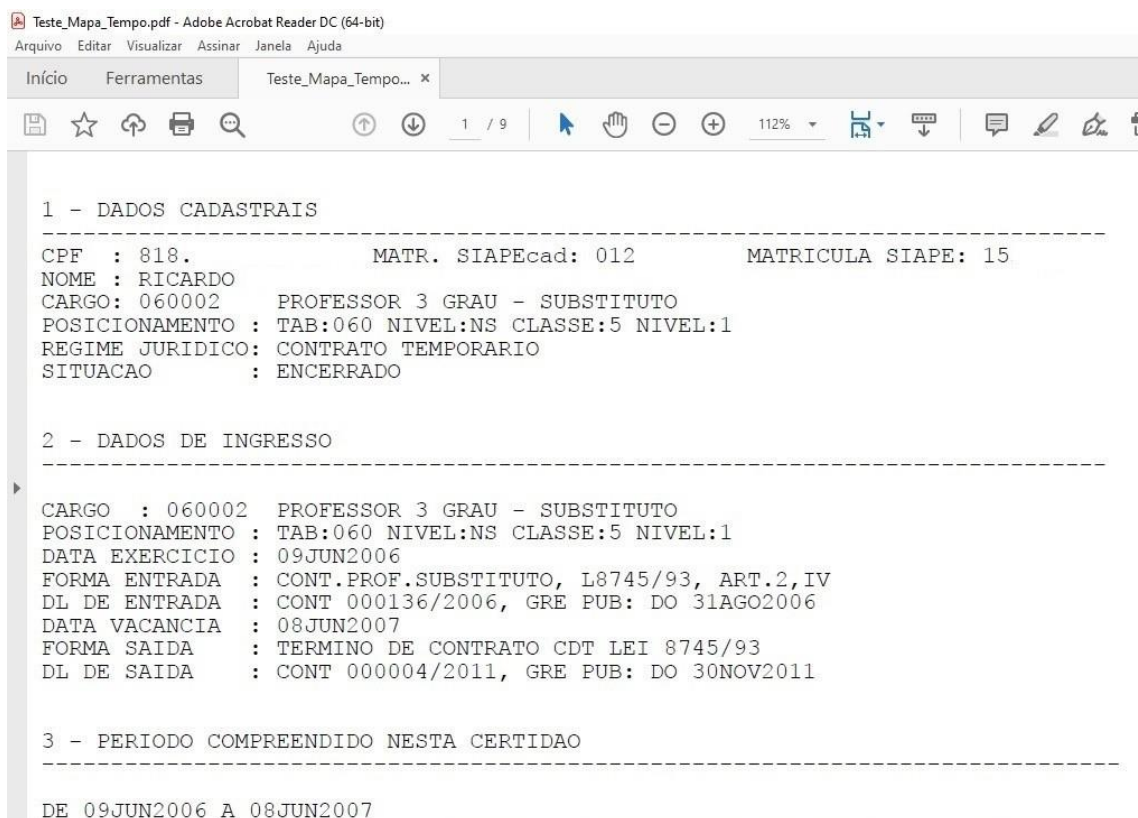 Teste_Mapa_Tempo.pdf - Adobe Acrobat Reader DC (64-bit)
Arquivo Editar Visualizar Assinar Janela Ajuda
Início Ferramentas Teste_Mapa_Tempo... ×
1 / 9 112%
1 - DADOS CADASTRAIS
CPF : 818. MATR. SIAPEcad: 012 MATRICULA SIAPE: 15
NOME : RICARDO
CARGO: 060002 PROFESSOR 3 GRAU - SUBSTITUTO
POSICIONAMENTO : TAB:060 NIVEL:NS CLASSE:5 NIVEL:1
REGIME JURIDICO: CONTRATO TEMPORARIO
SITUACAO : ENCERRADO
2 - DADOS DE INGRESSO
CARGO : 060002 PROFESSOR 3 GRAU - SUBSTITUTO
POSICIONAMENTO : TAB:060 NIVEL:NS CLASSE:5 NIVEL:1
DATA EXERCICIO : 09JUN2006
FORMA ENTRADA : CONT.PROF.SUBSTITUTO, L8745/93, ART.2,IV
DL DE ENTRADA : CONT 000136/2006, GRE PUB: DO 31AGO2006
DATA VACANCIA : 08JUN2007
FORMA SAIDA : TERMINO DE CONTRATO CDT LEI 8745/93
DL DE SAIDA : CONT 000004/2011, GRE PUB: DO 30NOV2011
3 - PERIODO COMPREENDIDO NESTA CERTIDAO
DE 09JUN2006 A 08JUN2007